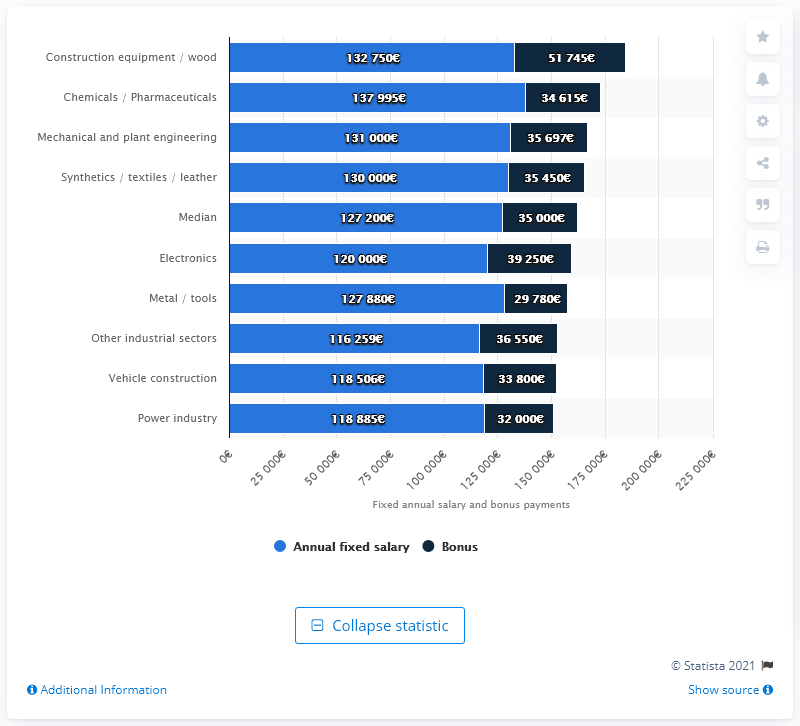 Construction equipment / wood 132 750€ 51 745€
Chemicals / Pharmaceuticals 137 995€ 34 615€
Mechanical and plant engineering 131 000€ 35 697€
Synthetics / textiles / leather 130 000€ 35 450€
Median 127 200€ 35 000€
Electronics 120 000€ 39 250€
Metal / tools 127 880€ 29 780€
Other industrial sectors 116 259€ 36 550€
Vehicle construction 118 506€ 33 800€
Power industry 118 885€ 32 000€
0€ 25 000€ 50 000€ 75 000€ 100 000€ 125 000€ 150 000€ 175 000€ 200 000€ 225 000€
Fixed annual salary and bonus payments
Annual fixed salary Bonus
Collapse statistic
© Statista 2021
Additional Information Show source